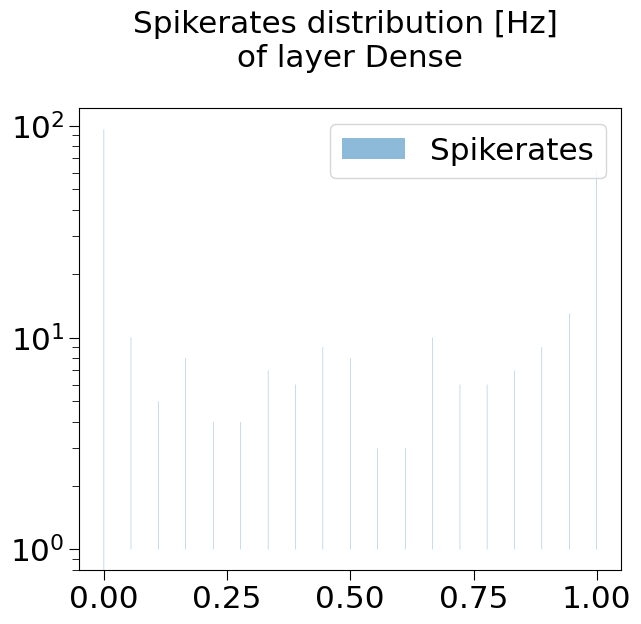 Spikerates distribution [Hz]
of layer Dense
Spikerates
10²
10¹
10⁰
0.00 0.25 0.50 0.75 1.00